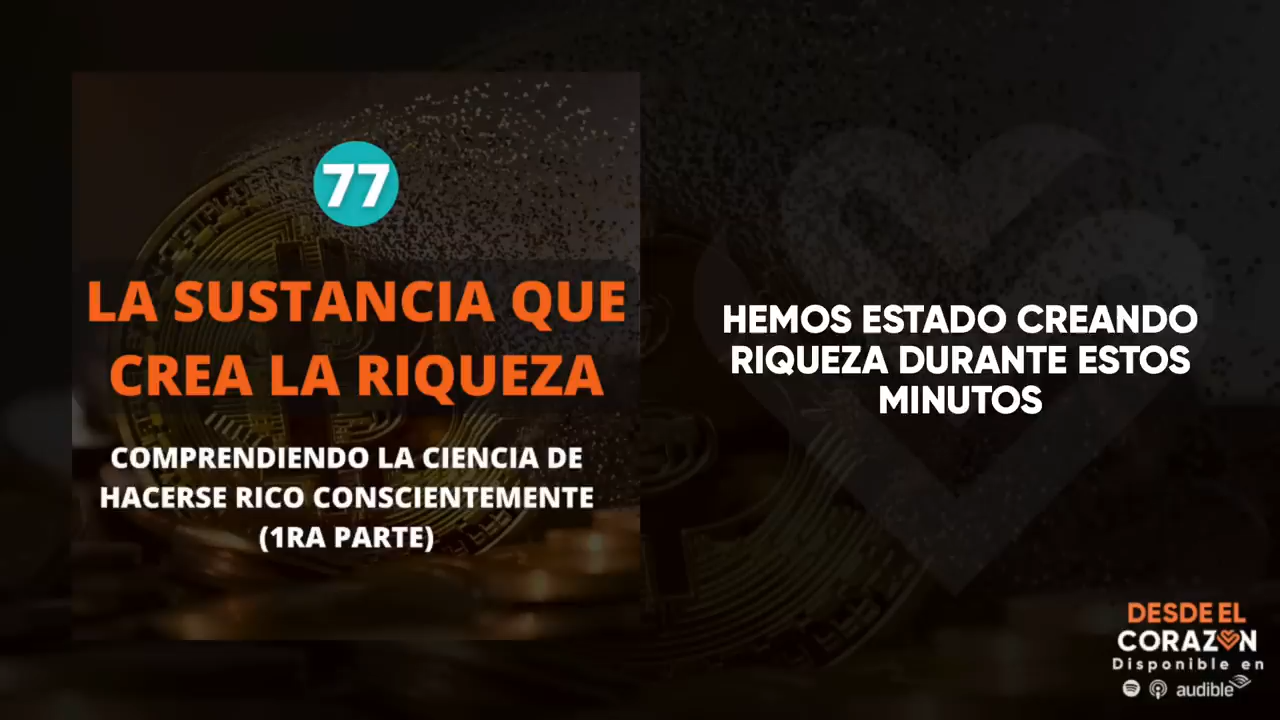 77
LA SUSTANCIA QUE
CREA LA RIQUEZA
COMPRENDIENDO LA CIENCIA DE
HACERSE RICO CONSCIENTEMENTE
(1RA PARTE)
HEMOS ESTADO CREANDO
RIQUEZA DURANTE ESTOS
MINUTOS
DESDE EL
CORAZON
Disponible en
audible